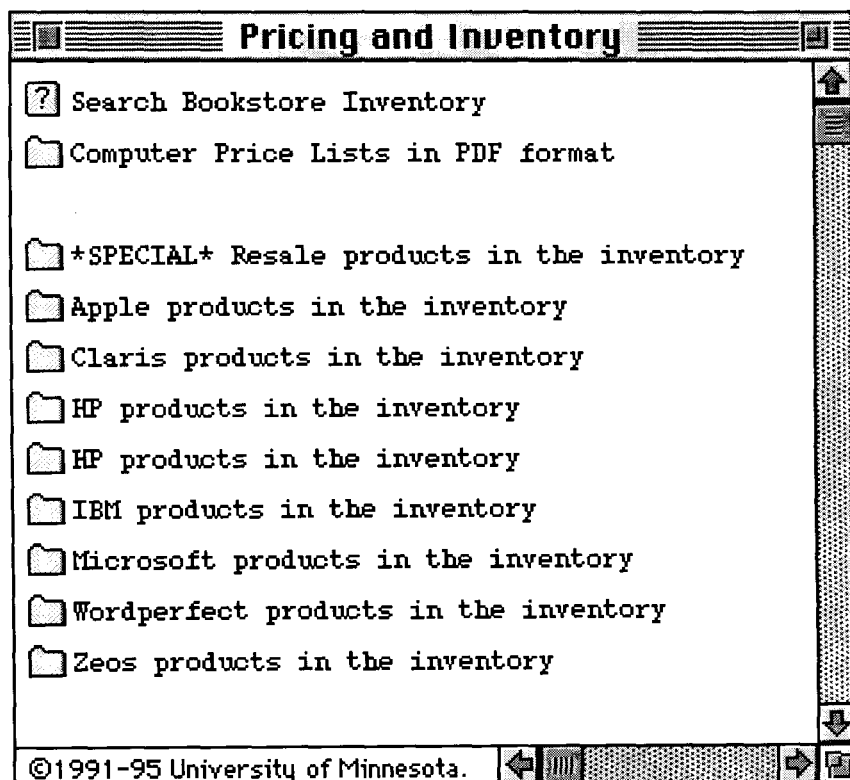 Pricing and Inventory
? Search Bookstore Inventory
Computer Price Lists in PDF format
*SPECIAL* Resale products in the inventory
Apple products in the inventory
Claris products in the inventory
HP products in the inventory
HP products in the inventory
IBM products in the inventory
Microsoft products in the inventory
Wordperfect products in the inventory
Zeos products in the inventory
©1991-95 University of Minnesota.